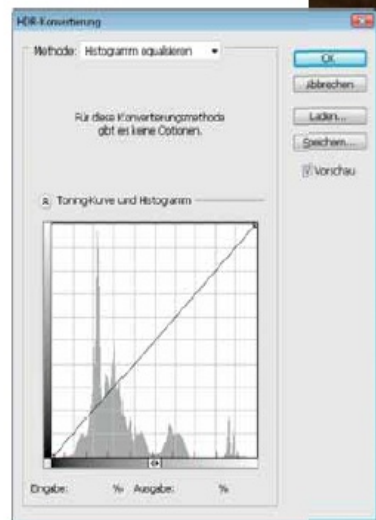 HDR-Konvertierung
Methode: Histogramm equalisieren
OK
Abbrechen
Für diese Konvertierungsmethode
gibt es keine Optionen.
Laden...
Speichern...
Vorschau
Toning-Kurve und Histogramm
Eingabe: % Ausgabe: %